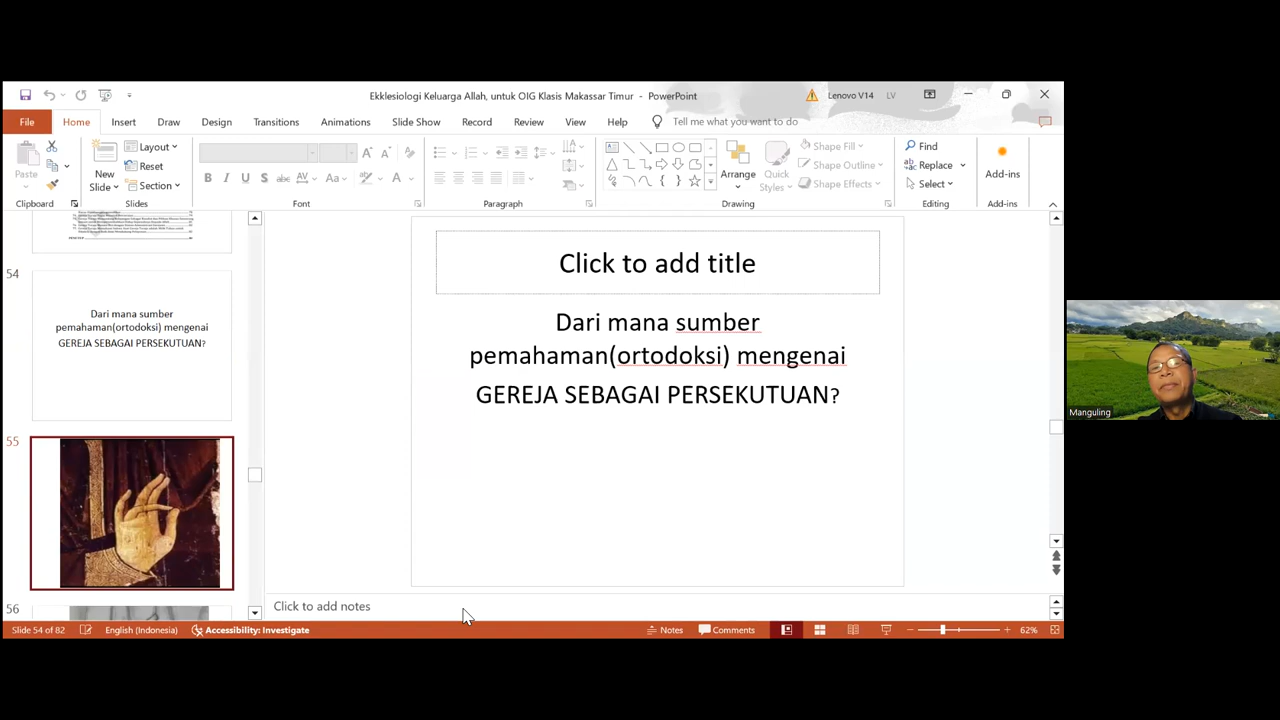 Ekklesiologi Keluarga Allah, untuk OIG Klasis Makassar Timur - PowerPoint
Lenovo V14
LV
File Home Insert Draw Design Transitions Animations Slide Show Record Review View Help Tell me what you want to do
Paste
New Slide
Layout
Reset
Section
B I U S abc AV Aa A
Arrange
Quick Styles
Shape Fill
Shape Outline
Shape Effects
Find
Replace
Select
Add-ins
Clipboard Slides Font Paragraph Drawing Editing Add-ins
54
Dari mana sumber
pemahaman(ortodoksi) mengenai
GEREJA SEBAGAI PERSEKUTUAN?
55
56
Click to add title
Dari mana sumber
pemahaman(ortodoksi) mengenai
GEREJA SEBAGAI PERSEKUTUAN?
Manguling
Click to add notes
Slide 54 of 82 English (Indonesia) Accessibility: Investigate Notes Comments 62%